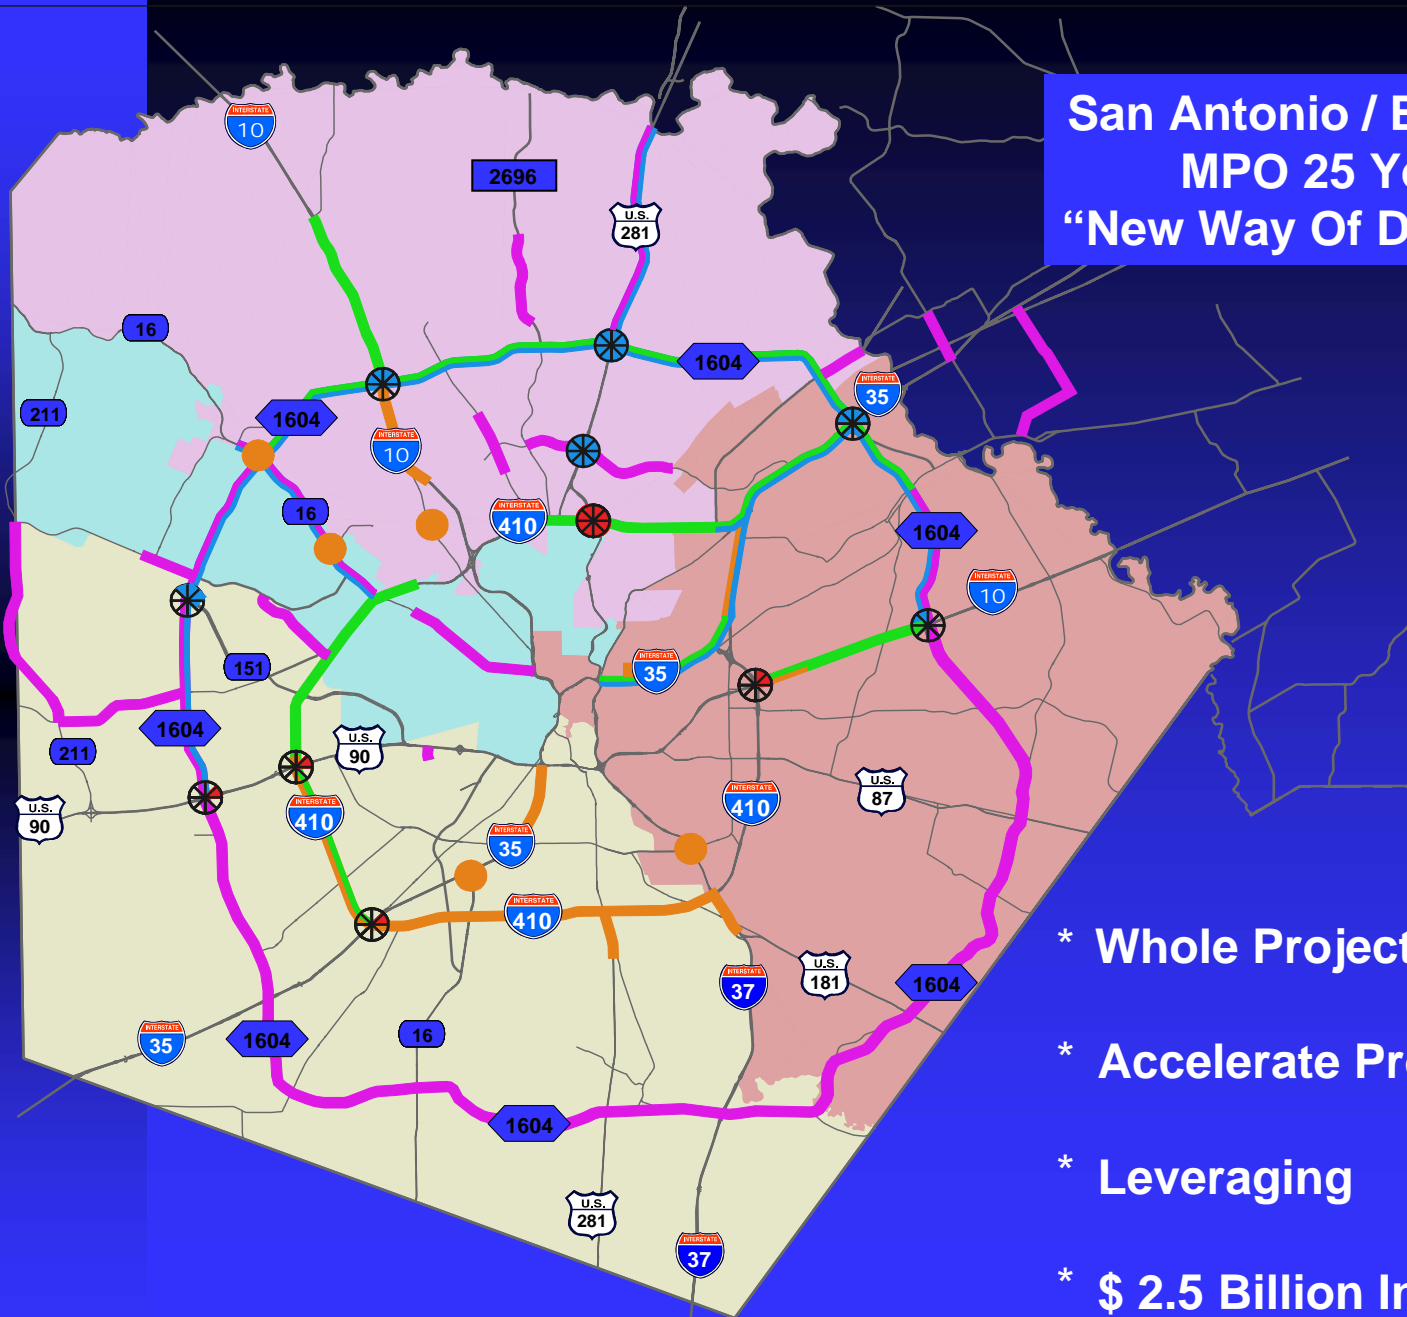 San Antonio / B
MPO 25 Y
“New Way Of D
INTERSTATE
10
2696
U.S.
281
16
211
1604
1604
INTERSTATE
35
INTERSTATE
10
16
INTERSTATE
410
1604
INTERSTATE
10
151
INTERSTATE
35
1604
211
U.S.
90
U.S.
90
INTERSTATE
410
INTERSTATE
410
U.S.
87
INTERSTATE
35
INTERSTATE
410
U.S.
181
INTERSTATE
37
1604
INTERSTATE
35
1604
16
1604
U.S.
281
INTERSTATE
37
* Whole Project
* Accelerate Pro
* Leveraging
* $ 2.5 Billion In